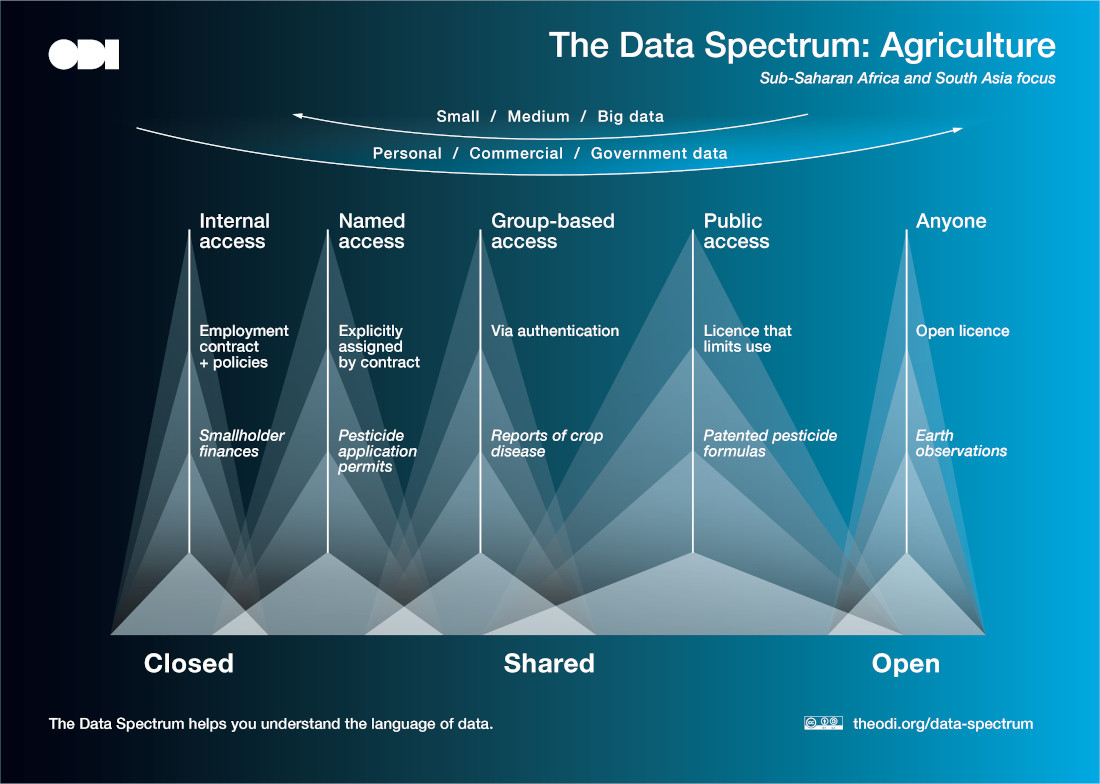 ODI
The Data Spectrum: Agriculture
Sub-Saharan Africa and South Asia focus
Small / Medium / Big data
Personal / Commercial / Government data
Internal
access
Employment
contract
+ policies
Smallholder
finances
Named
access
Explicitly
assigned
by contract
Pesticide
application
permits
Group-based
access
Via authentication
Reports of crop
disease
Public
access
Licence that
limits use
Patented pesticide
formulas
Anyone
Open licence
Earth
observations
Closed
Shared
Open
The Data Spectrum helps you understand the language of data.
theodi.org/data-spectrum